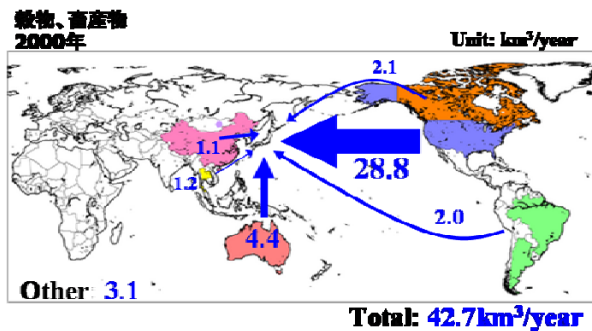 穀物、畜産物
2000年
Unit: km³/year
2.1
1.1
28.8
1.2
2.0
4.4
Other 3.1
Total: 42.7km³/year